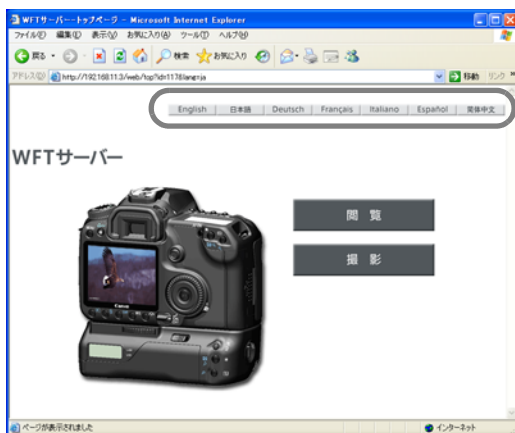 WFTサーバー--トップページ - Microsoft Internet Explorer
ファイル(F) 編集(E) 表示(V) お気に入り(A) ツール(T) ヘルプ(H)
戻る 検索 お気に入り
アドレス(D) http://192.168.11.3/web/top?id=117&lang=ja 移動 リンク »
English | 日本語 | Deutsch | Français | Italiano | Español | 简体中文
WFTサーバー
閲 覧
撮 影
Canon
ページが表示されました インターネット